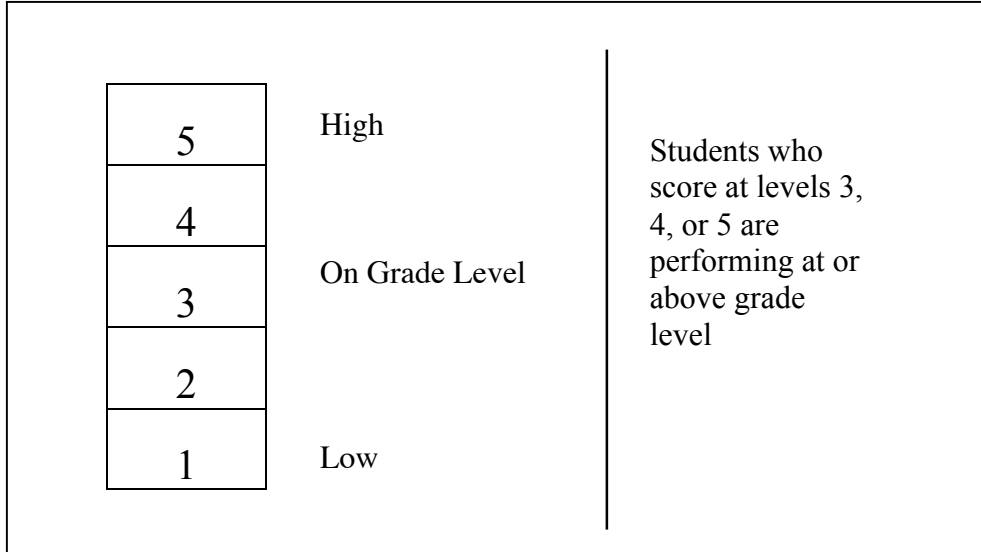 5
High
4
3
On Grade Level
2
1
Low
Students who
score at levels 3,
4, or 5 are
performing at or
above grade
level